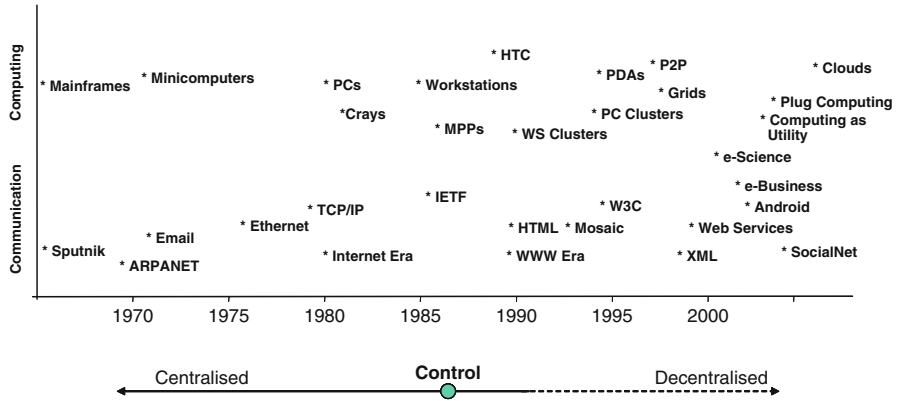 Computing
Communication
* HTC
* Mainframes
* Minicomputers
* PCs
* Workstations
* PDAs
* P2P
* Clouds
* Grids
*Crays
* PC Clusters
* Plug Computing
* MPPs
* WS Clusters
* Computing as
Utility
* e-Science
* e-Business
* IETF
* TCP/IP
* W3C
* Android
* Ethernet
* HTML
* Mosaic
* Web Services
* Email
* Sputnik
* ARPANET
* Internet Era
* WWW Era
* XML
* SocialNet
1970
1975
1980
1985
1990
1995
2000
Control
Centralised
Decentralised